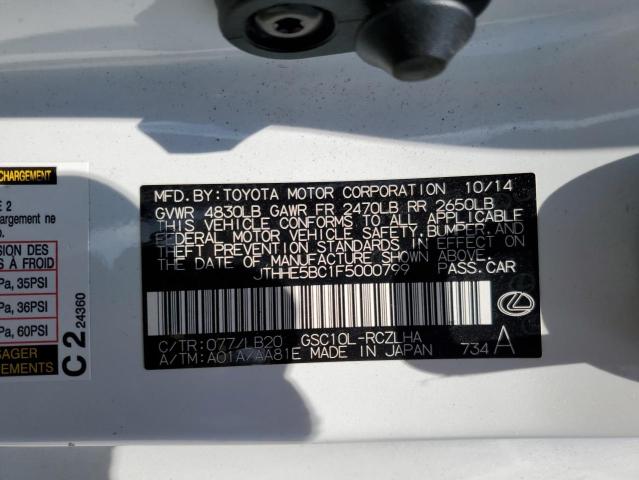 CHARGEMENT
E 2
argement ne
o.
SION DES
S À FROID
Pa, 35PSI
Pa, 36PSI
Pa, 60PSI
SAGER
EMENTS
C 2 24360
MFD. BY: TOYOTA MOTOR CORPORATION 10/14
GVWR 4830LB GAWR FR 2470LB RR 2650LB
THIS VEHICLE CONFORMS TO ALL APPLICABLE
FEDERAL MOTOR VEHICLE SAFETY, BUMPER, AND
THEFT PREVENTION STANDARDS IN EFFECT ON
THE DATE OF MANUFACTURE SHOWN ABOVE.
JTHHE5BC1F5000799 PASS.CAR
C/TR: 077/LB20 GSC10L-RCZLHA
A/TM: A01A/AA81E MADE IN JAPAN 734 A